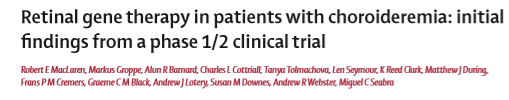 Retinal gene therapy in patients with choroideremia: initial
findings from a phase 1/2 clinical trial
Robert E MacLaren, Markus Groppe, Alun R Barnard, Charles L Cottriall, Tanya Tolmachova, Len Seymour, K Reed Clark, Matthew J During,
Frans P M Cremers, Graeme C M Black, Andrew J Lotery, Susan M Downes, Andrew R Webster, Miguel C Seabra